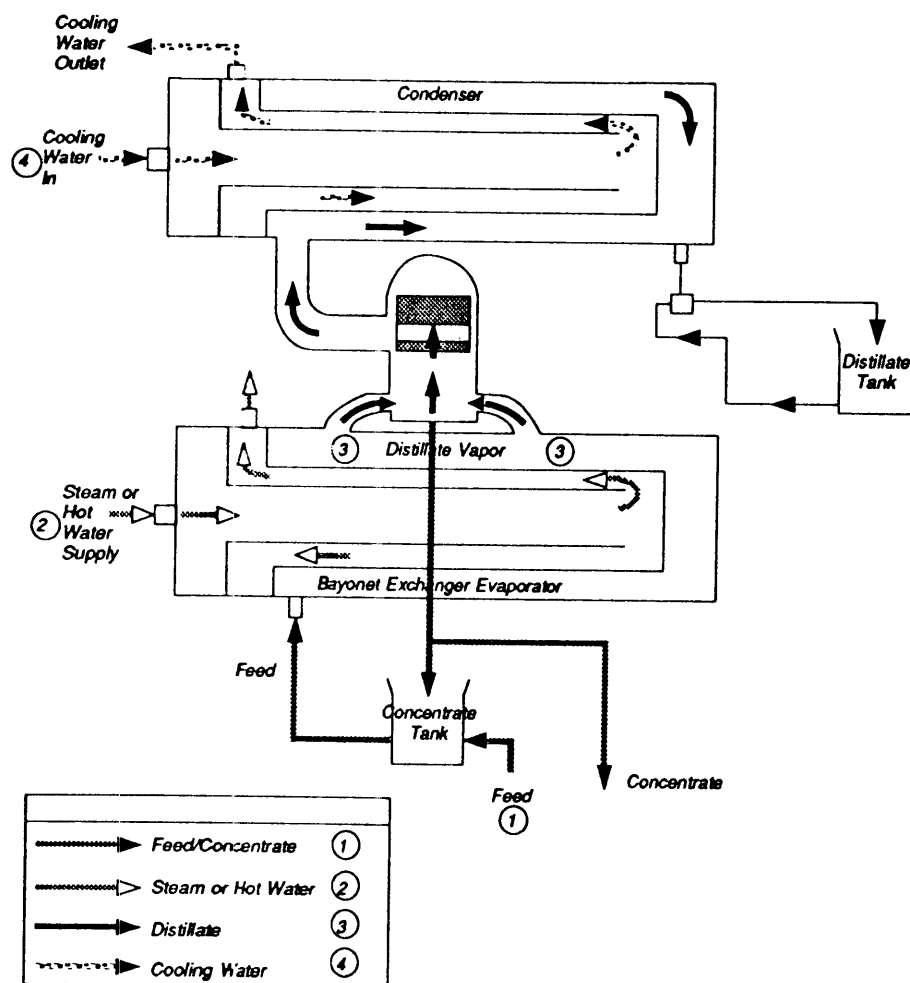 Cooling
Water
Outlet
Condenser
4
Cooling
Water
In
Distillate
Tank
3
Distillate Vapor
3
2
Steam or
Hot
Water
Supply
Bayonet Exchanger Evaporator
Feed
Concentrate
Tank
Feed
1
Concentrate
Feed/Concentrate 1
Steam or Hot Water 2
Distillate 3
Cooling Water 4